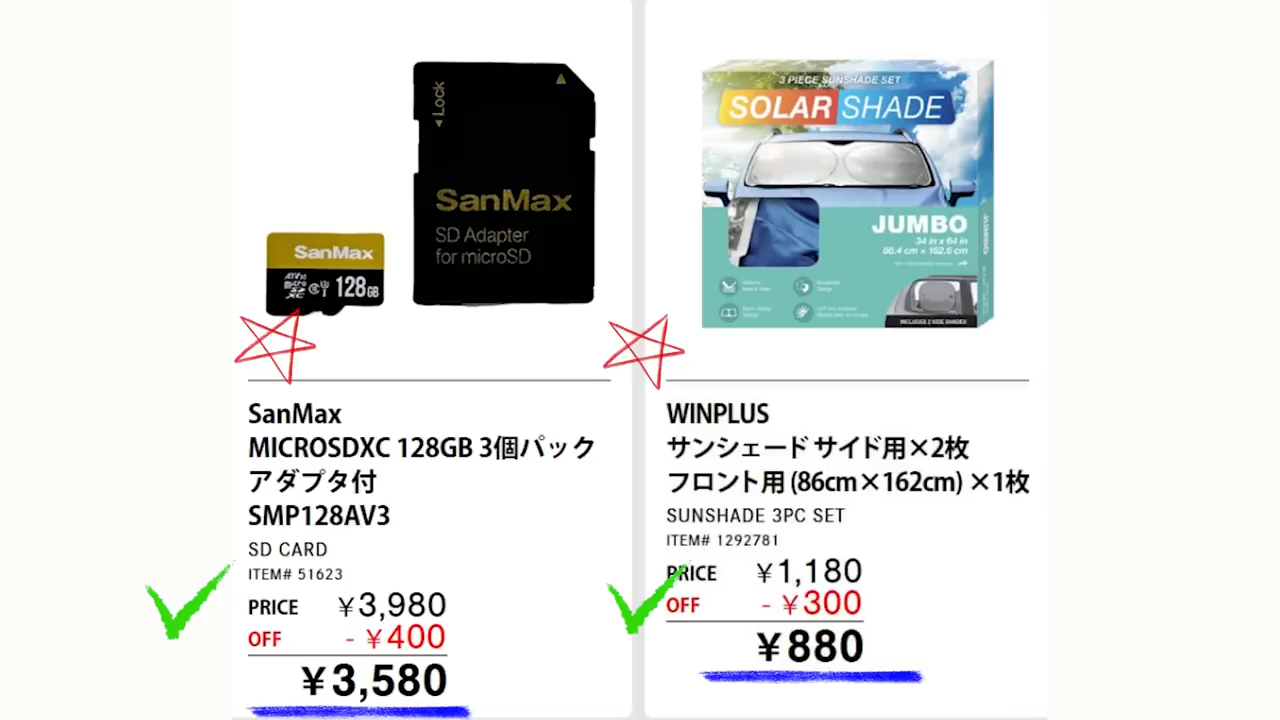 Lock
SanMax
SD Adapter
for microSD
SanMax
128GB
SanMax
MICROSDXC 128GB 3個パック
アダプタ付
SMP128AV3
SD CARD
ITEM# 51623
PRICE ¥3,980
OFF - ¥400
¥3,580
3 PIECE SUNSHADE SET
SOLAR SHADE
JUMBO
34 in x 64 in
86.4 cm x 162.6 cm
INCLUDES 2 SIDE SHADES
WINPLUS
サンシェード サイド用×2枚
フロント用 (86cm×162cm) ×1枚
SUNSHADE 3PC SET
ITEM# 1292781
PRICE ¥1,180
OFF - ¥300
¥880